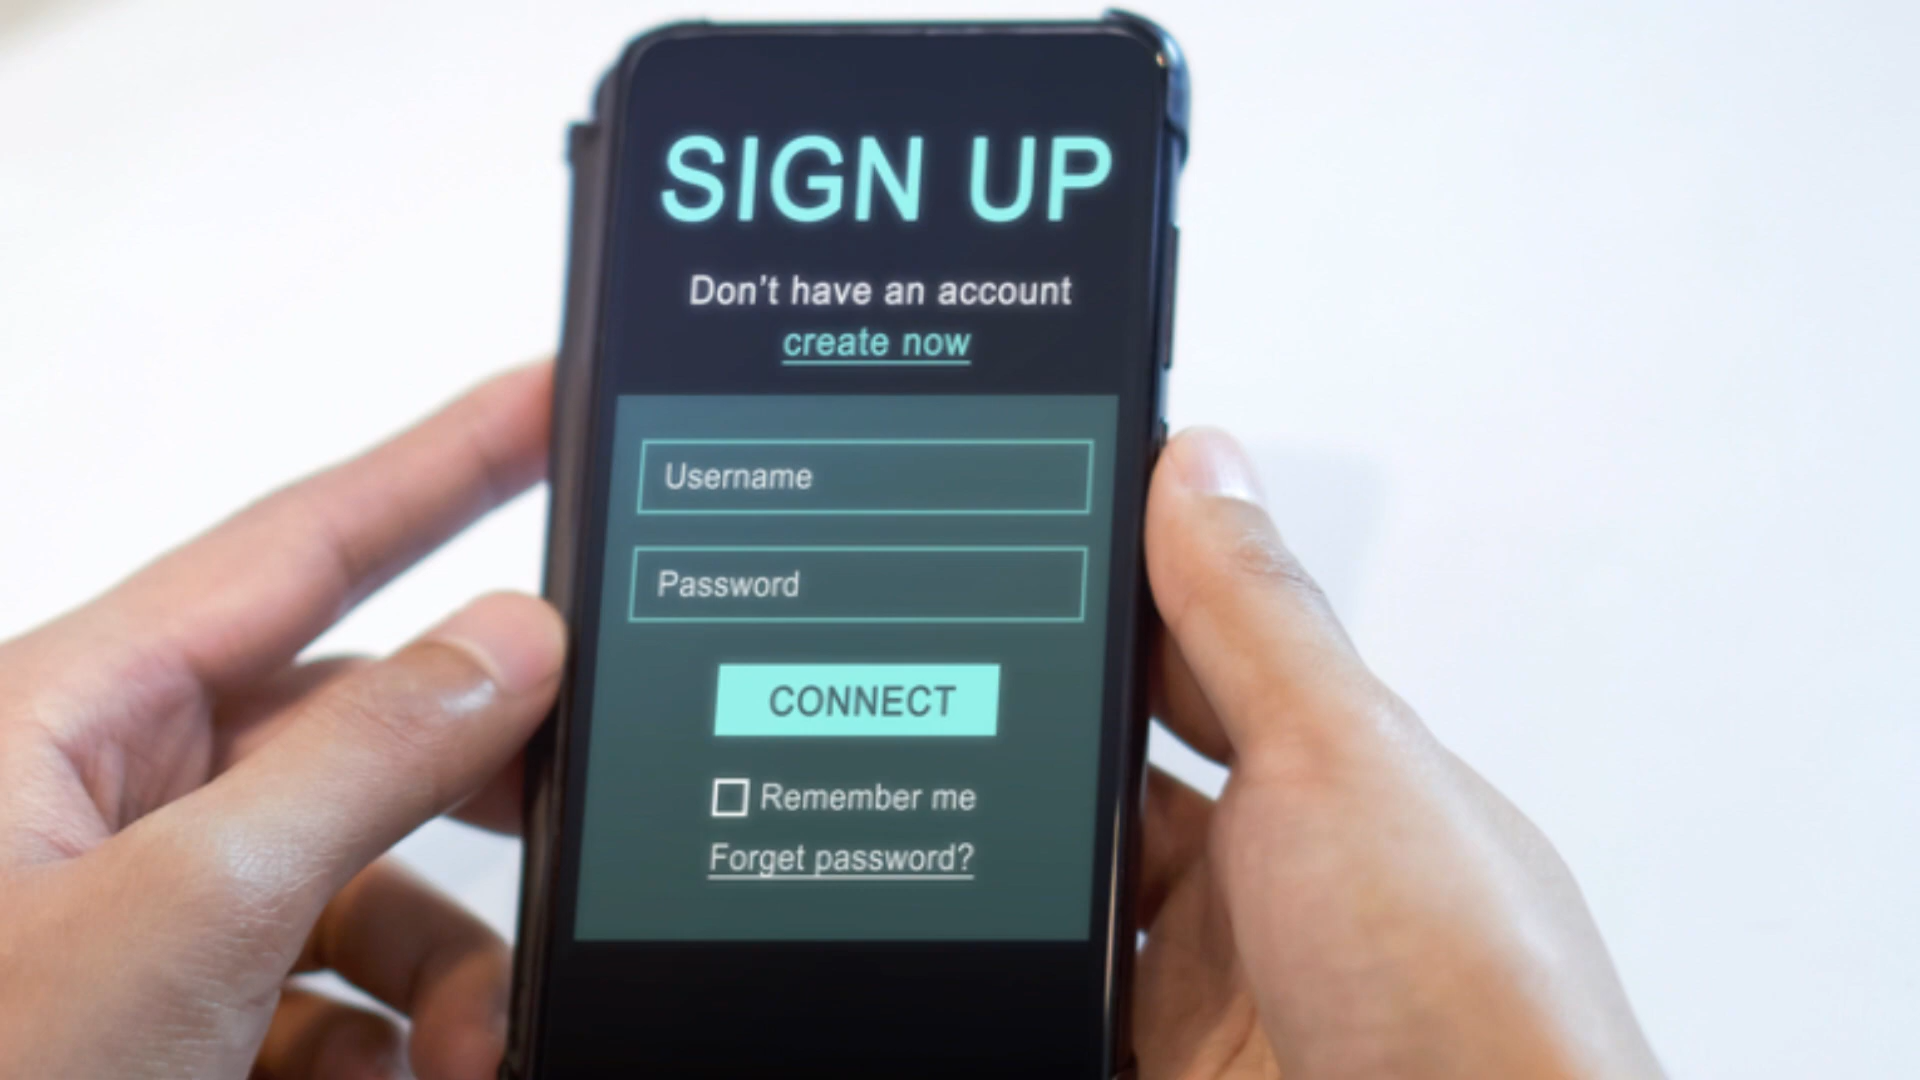 SIGN UP
Don't have an account
create now
Username
Password
CONNECT
Remember me
Forget password?